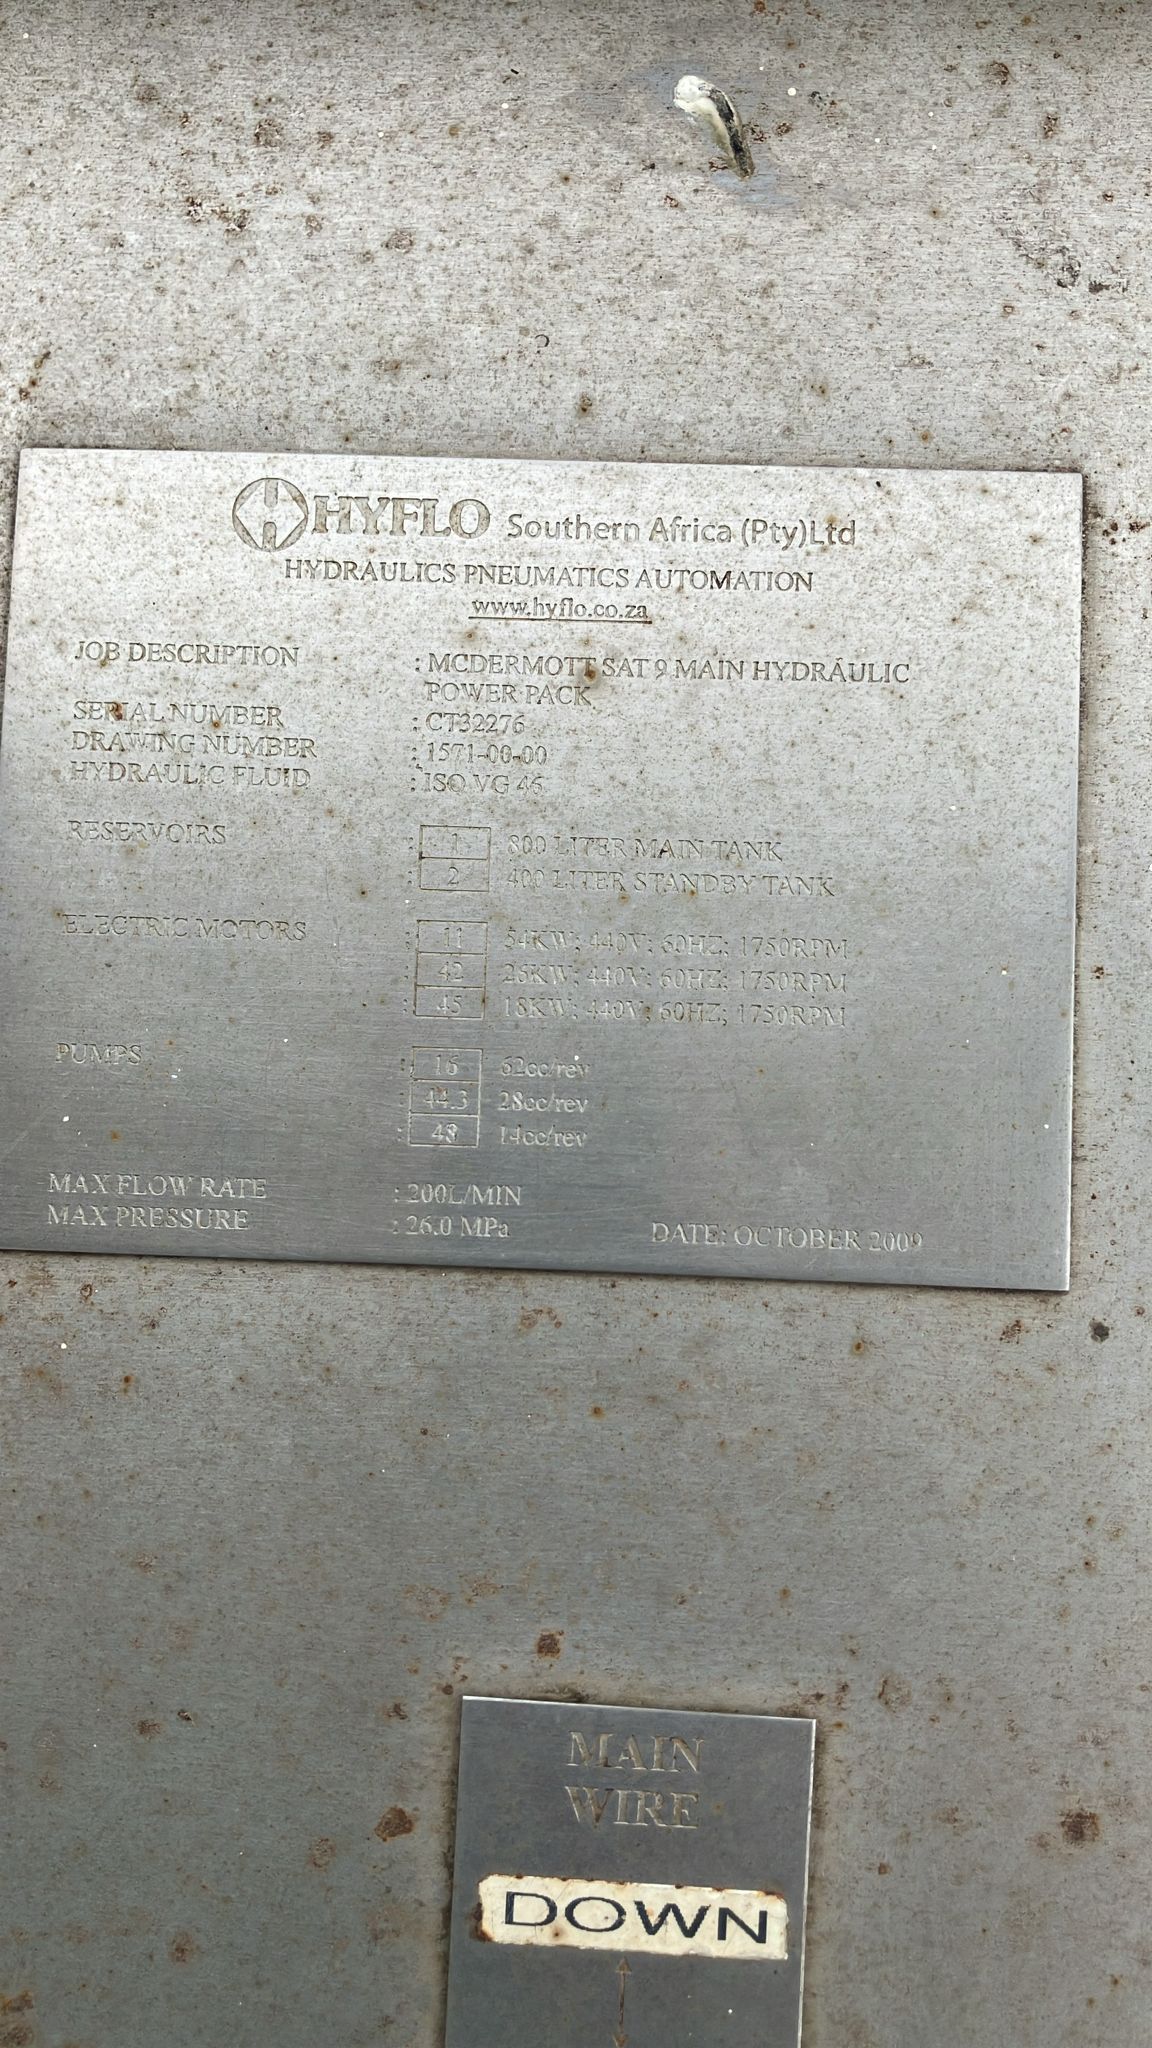 HYFLO Southern Africa (Pty)Ltd
HYDRAULICS PNEUMATICS AUTOMATION
www.hyflo.co.za
JOB DESCRIPTION : MCDERMOTT SAT 9 MAIN HYDRAULIC
POWER PACK
SERIAL NUMBER : CT32276
DRAWING NUMBER : 1571-00-00
HYDRAULIC FLUID : ISO VG 46
RESERVOIRS : 1 800 LITER MAIN TANK
: 2 400 LITER STANDBY TANK
ELECTRIC MOTORS : 11 54KW; 440V; 60HZ; 1750RPM
: 42 26KW; 440V; 60HZ; 1750RPM
: 45 18KW; 440V; 60HZ; 1750RPM
PUMPS : 16 62cc/rev
: 44.3 28cc/rev
: 48 14cc/rev
MAX FLOW RATE : 200L/MIN
MAX PRESSURE : 26.0 MPa
DATE: OCTOBER 2009
MAIN
WIRE
DOWN